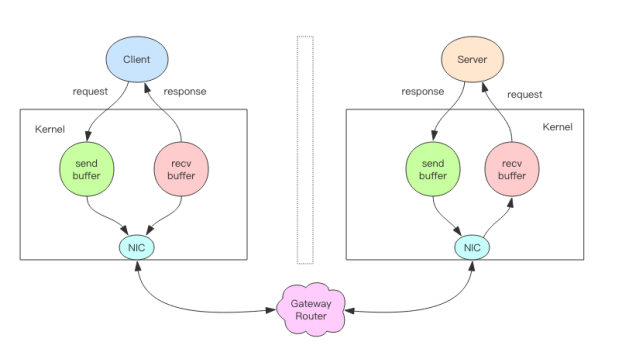 Client
Server
request
response
response
request
Kernel
Kernel
send
buffer
recv
buffer
send
buffer
recv
buffer
NIC
NIC
Gateway
Router